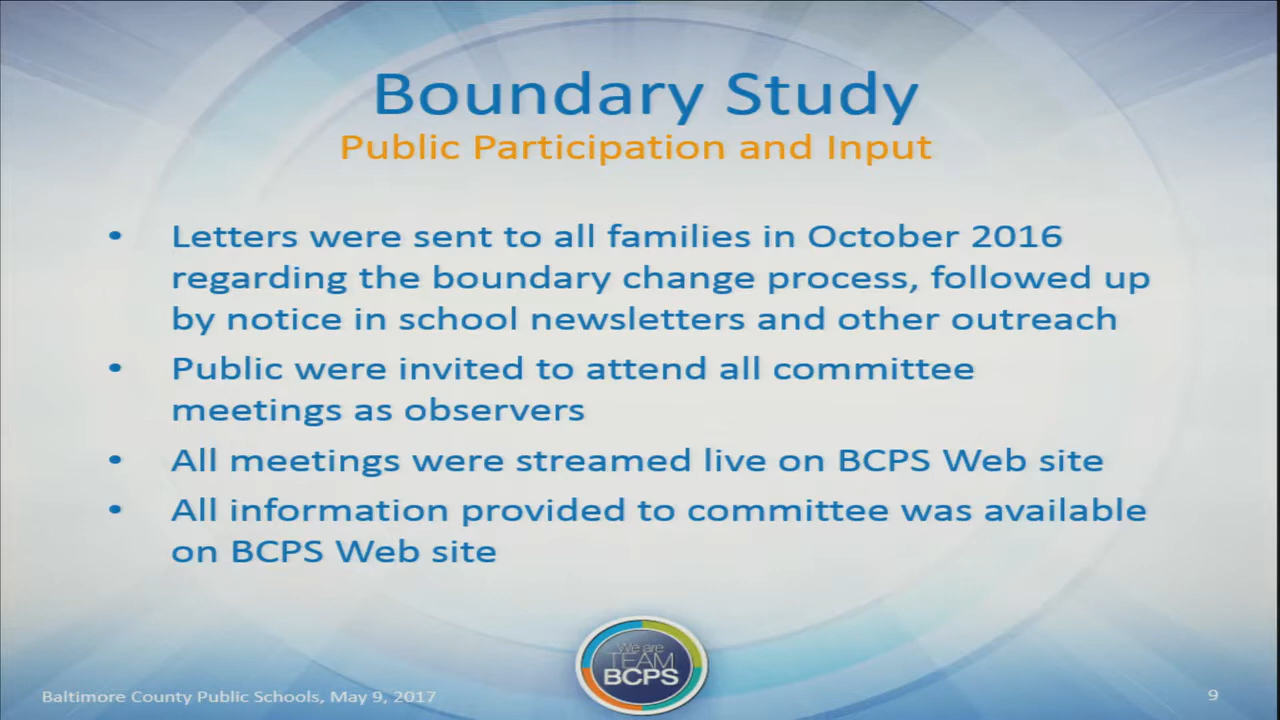 Boundary Study
Public Participation and Input
• Letters were sent to all families in October 2016
regarding the boundary change process, followed up
by notice in school newsletters and other outreach
• Public were invited to attend all committee
meetings as observers
• All meetings were streamed live on BCPS Web site
• All information provided to committee was available
on BCPS Web site
We are
TEAM
BCPS
Baltimore County Public Schools, May 9, 2017
9